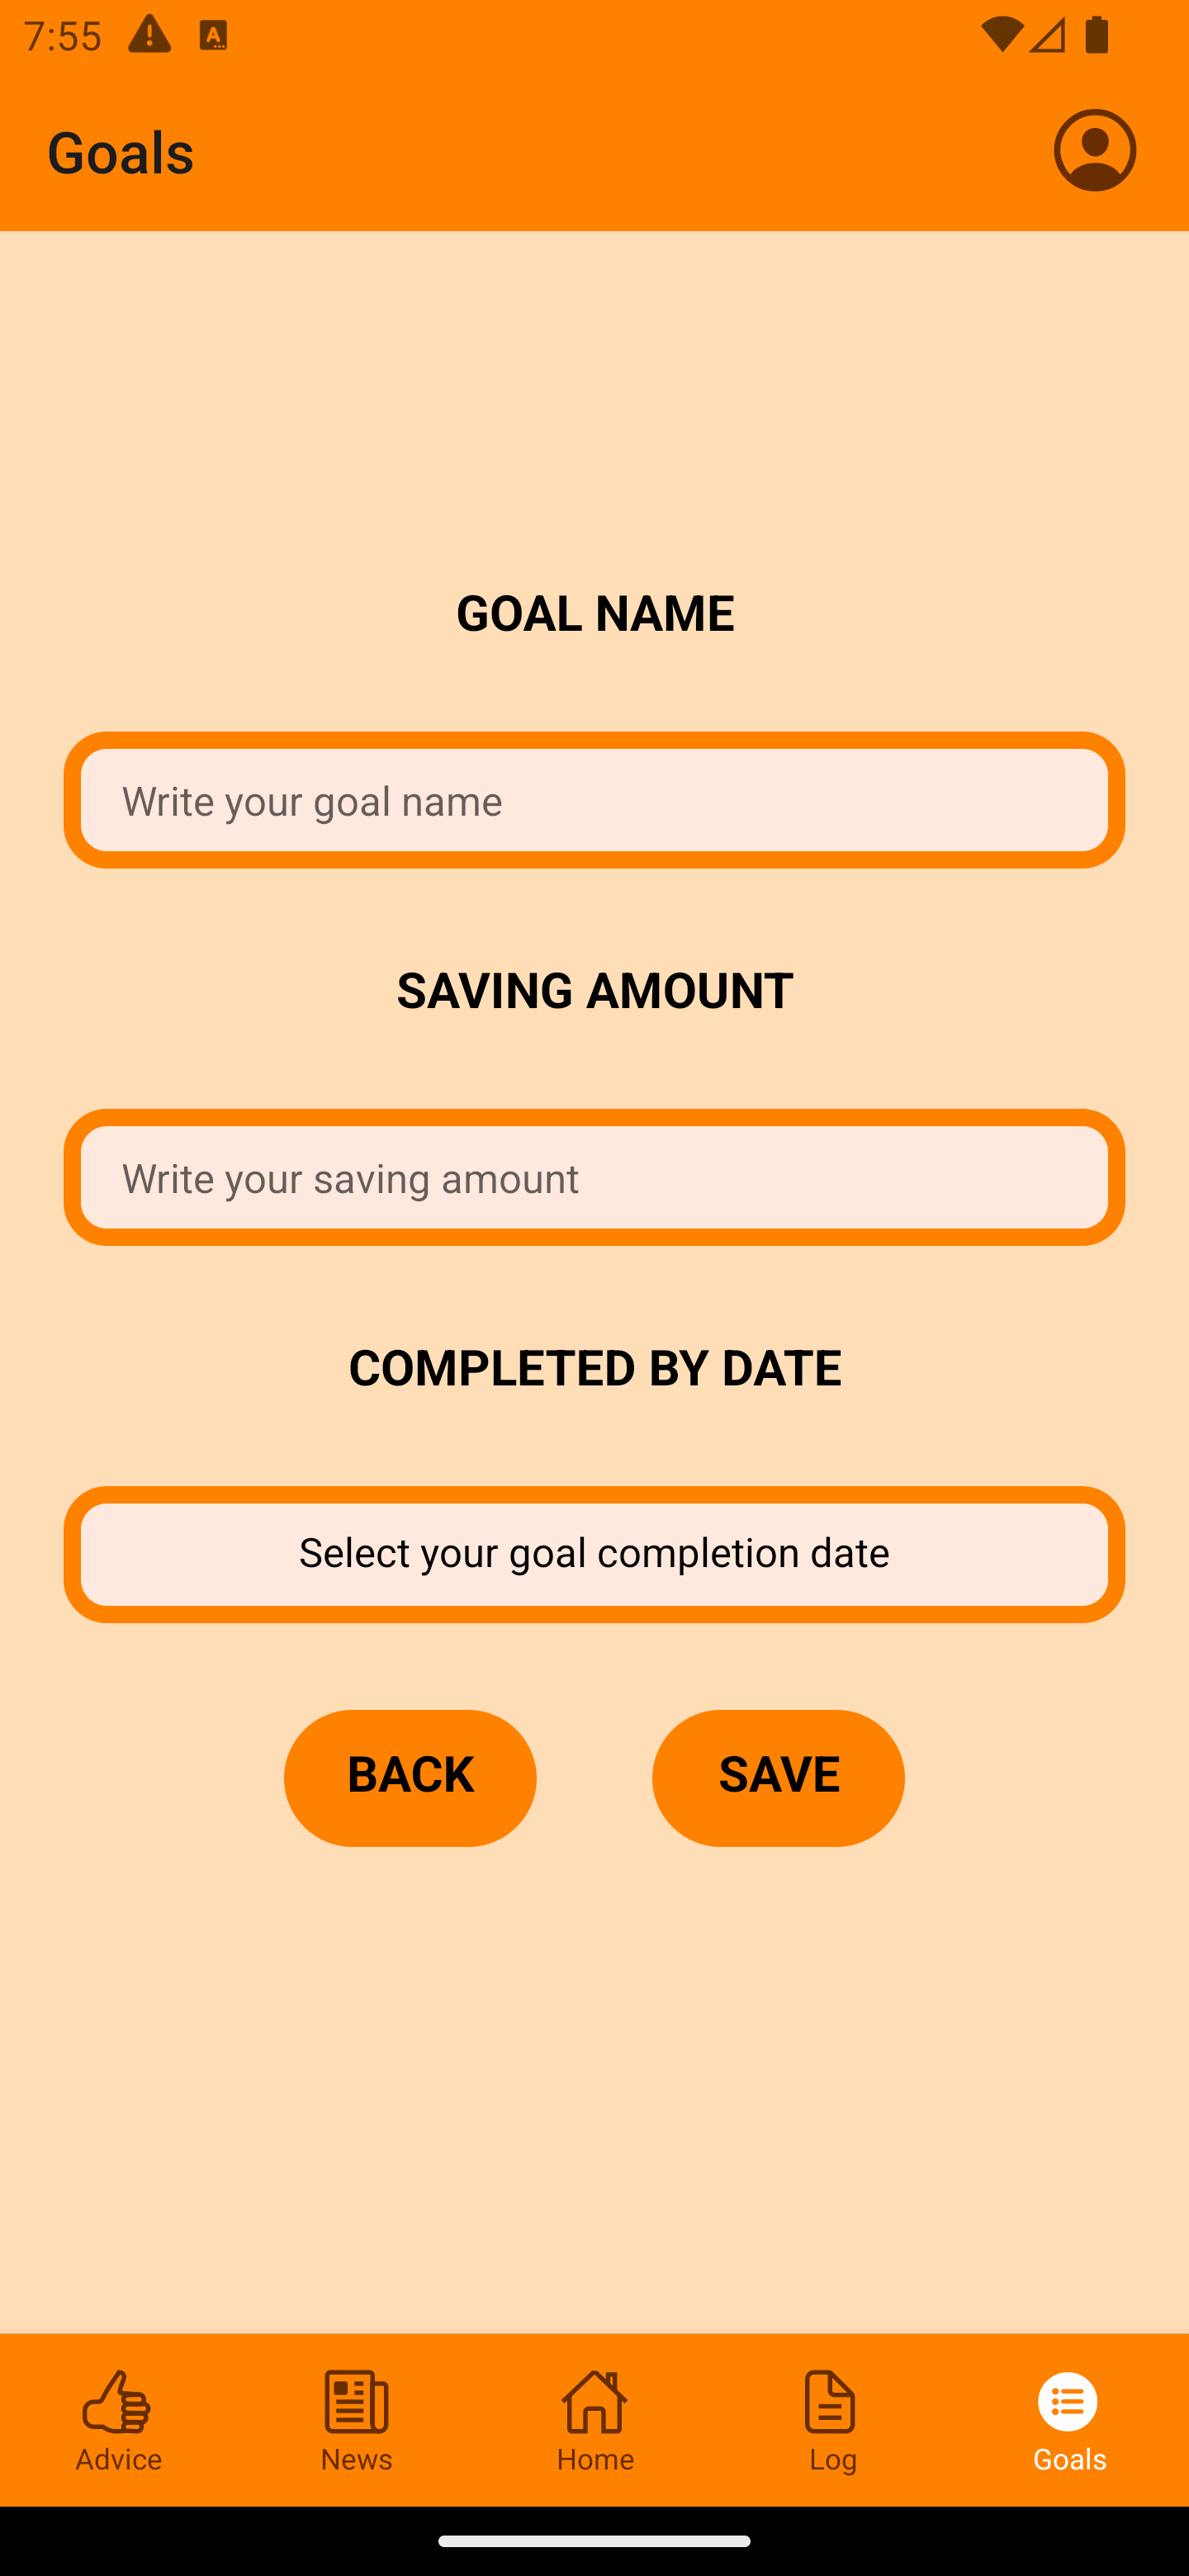 7:55
Goals
GOAL NAME
Write your goal name
SAVING AMOUNT
Write your saving amount
COMPLETED BY DATE
Select your goal completion date
BACK SAVE
Advice News Home Log Goals